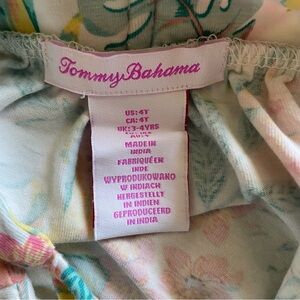 Tommy Bahama
US: 4T
CA: 4T
UK: 3-4YRS
MADE IN
INDIA
FABRIQUÉ EN
INDE
WYPRODUKOWANO
W INDIACH
HERGESTELLT
IN INDIEN
GEPRODUCEERD
IN INDIA